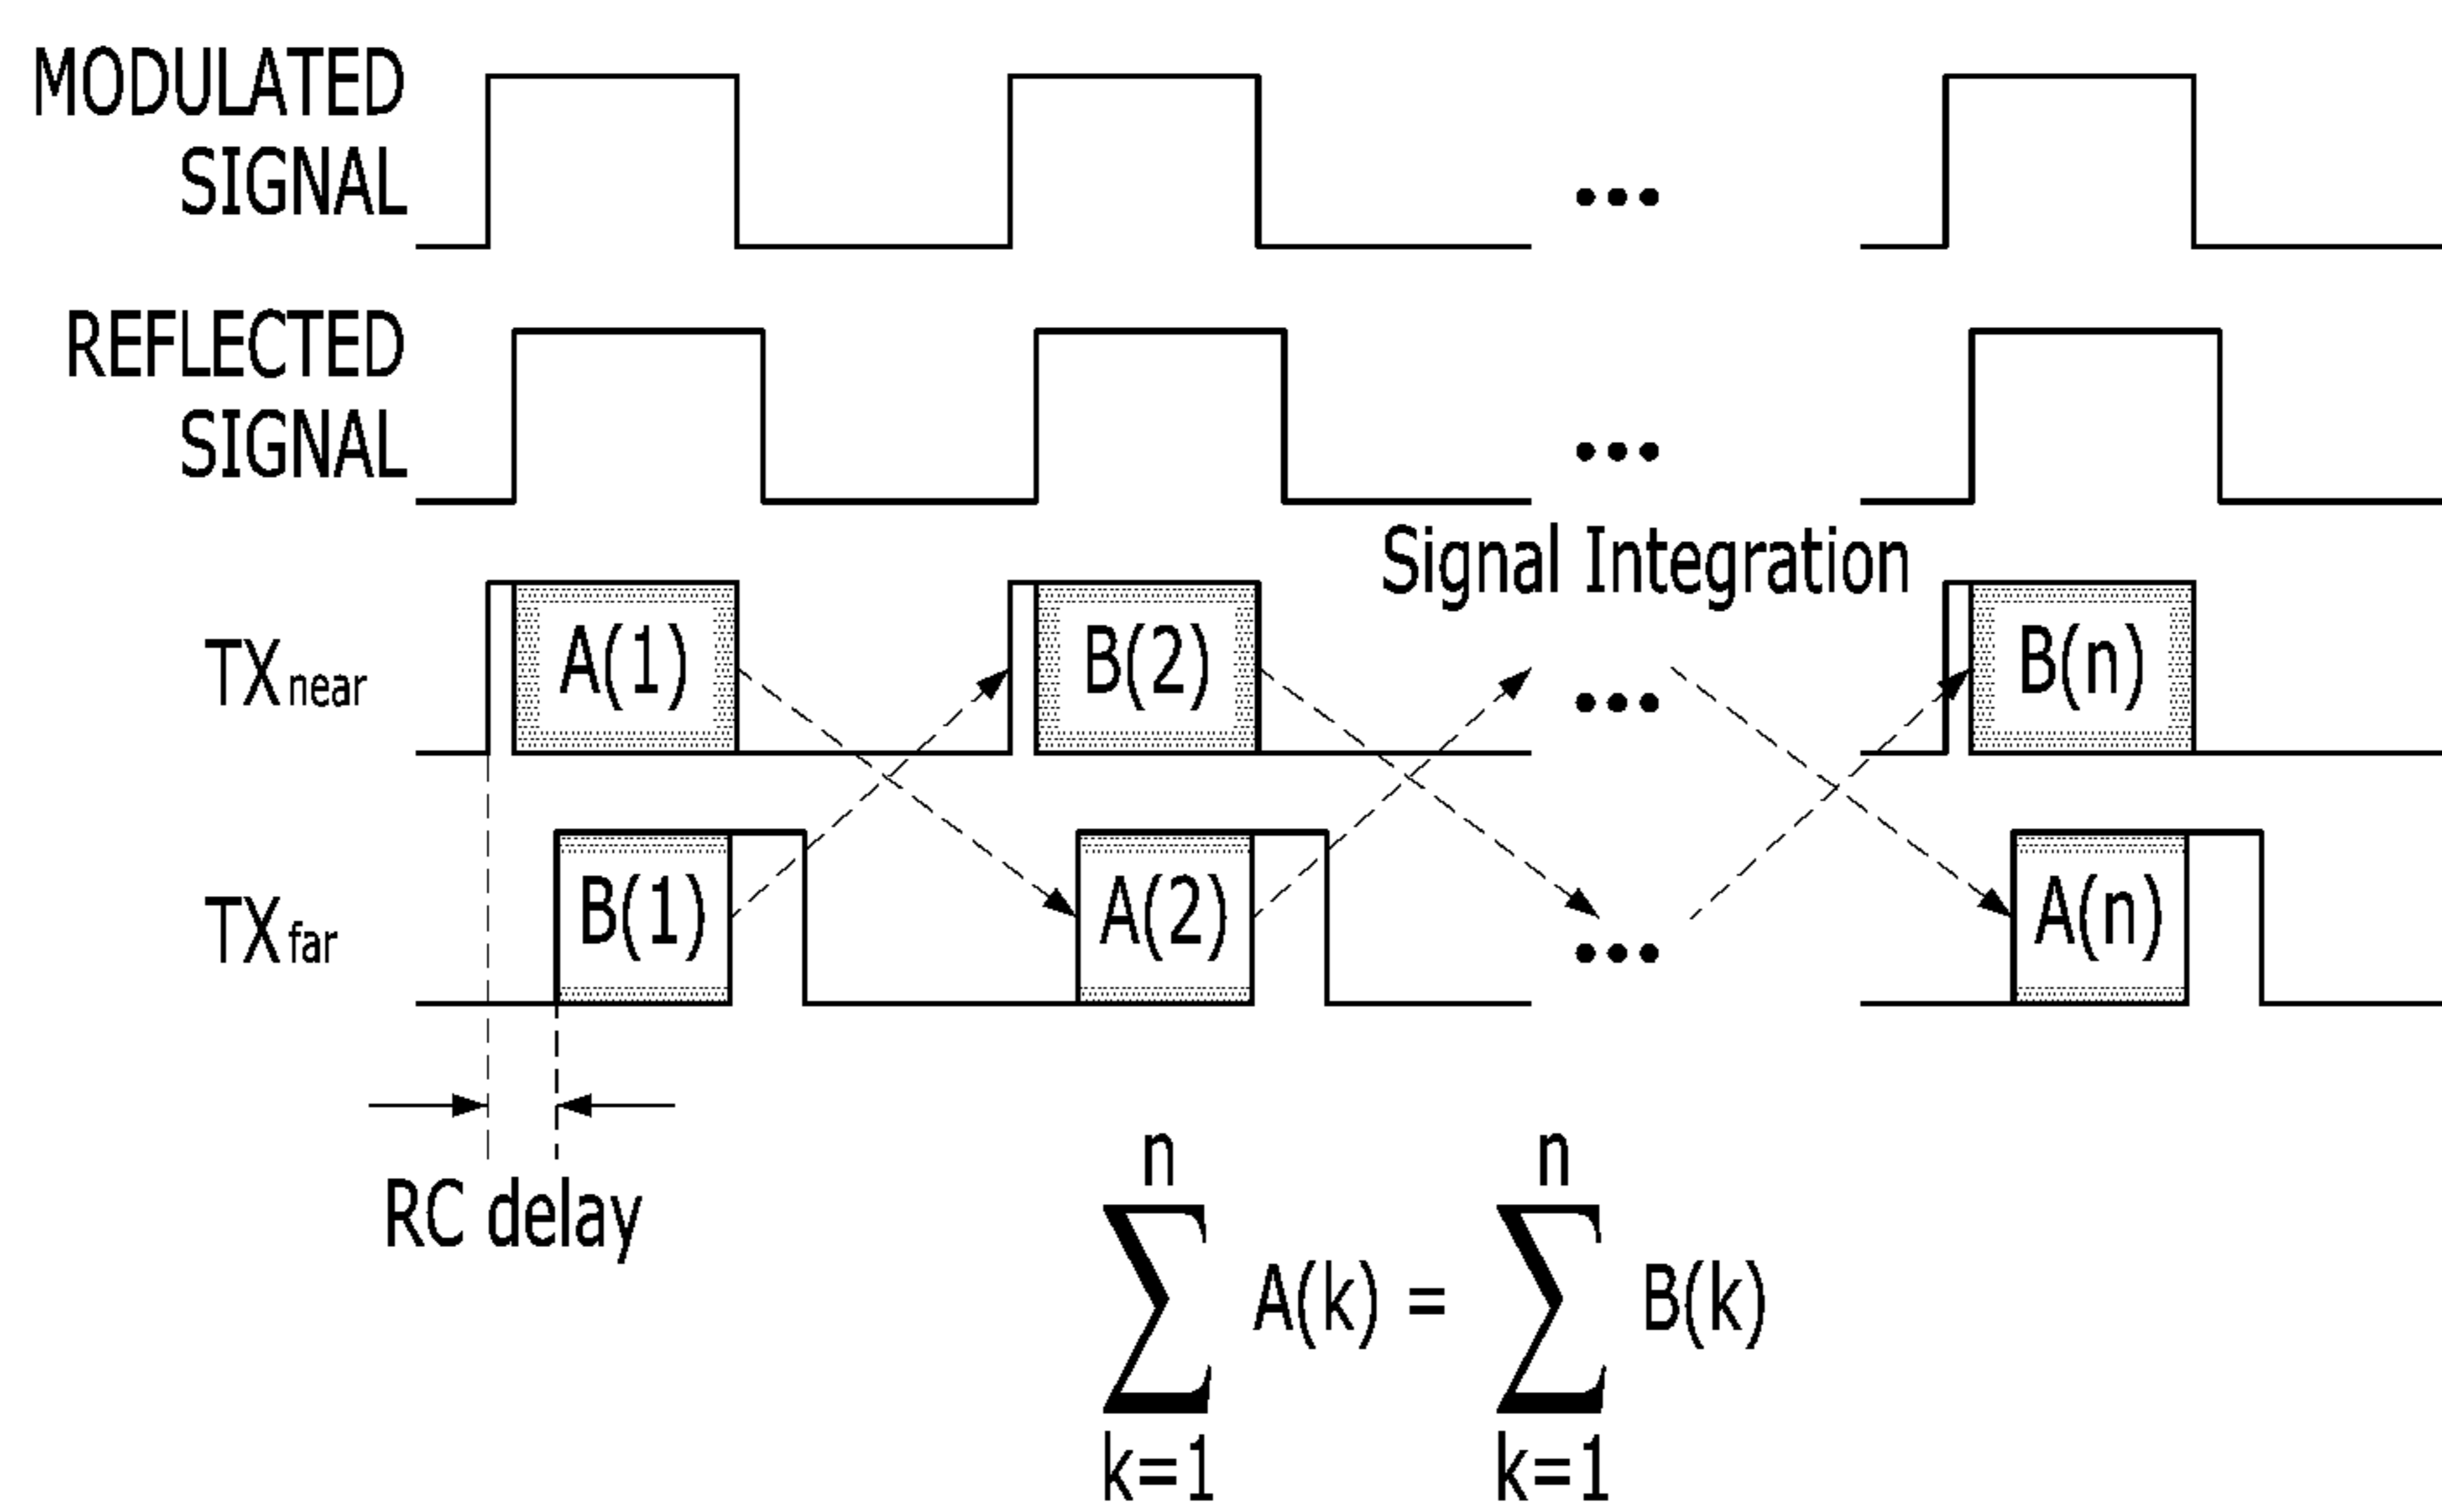 MODULATED
SIGNAL
REFLECTED
SIGNAL
Signal Integration
TXnear
A(1)
B(2)
B(n)
TXfar
B(1)
A(2)
A(n)
RC delay
n n
∑ A(k) = ∑ B(k)
k=1 k=1